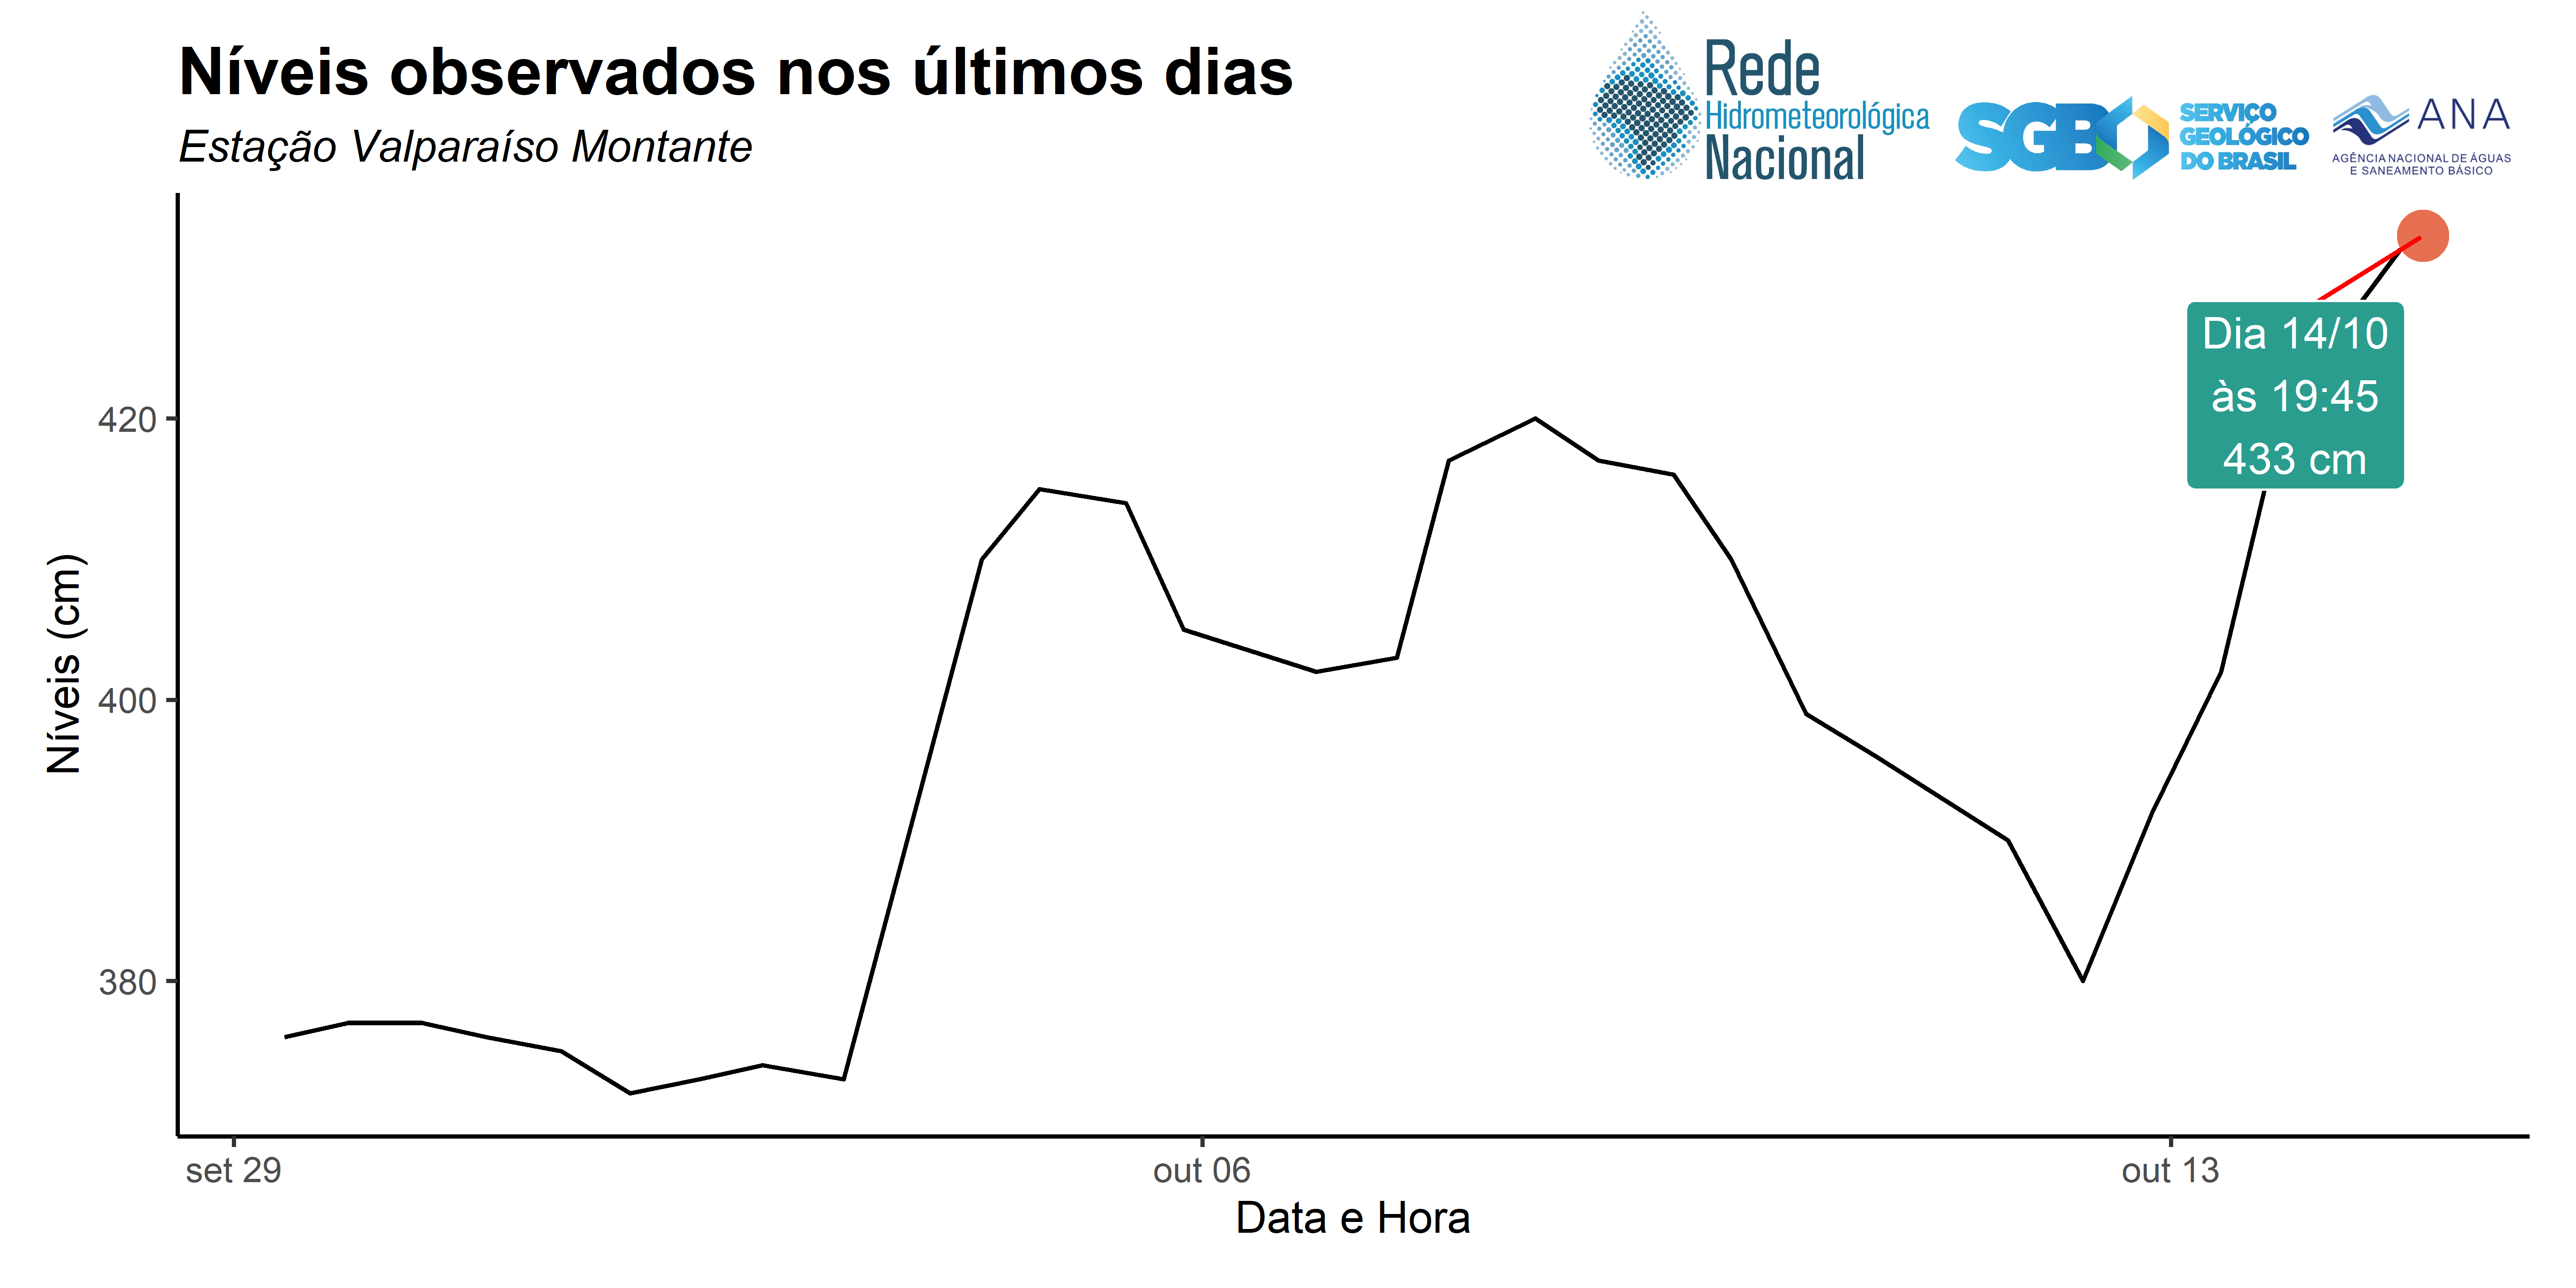 Níveis observados nos últimos dias
Estação Valparaíso Montante
Rede
Hidrometeorológica
Nacional
SGB
SERVIÇO
GEOLÓGICO
DO BRASIL
ANA
AGÊNCIA NACIONAL DE ÁGUAS
E SANEAMENTO BÁSICO
Dia 14/10
às 19:45
433 cm
Níveis (cm)
420
400
380
set 29
out 06
out 13
Data e Hora